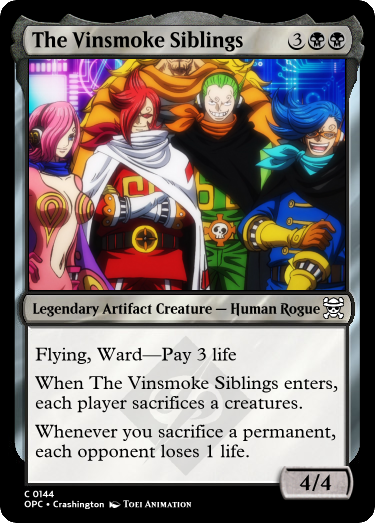 The Vinsmoke Siblings 3
Legendary Artifact Creature — Human Rogue
Flying, Ward—Pay 3 life
When The Vinsmoke Siblings enters,
each player sacrifices a creatures.
Whenever you sacrifice a permanent,
each opponent loses 1 life.
4/4
C 0144
OPC • Crashington TOEI ANIMATION